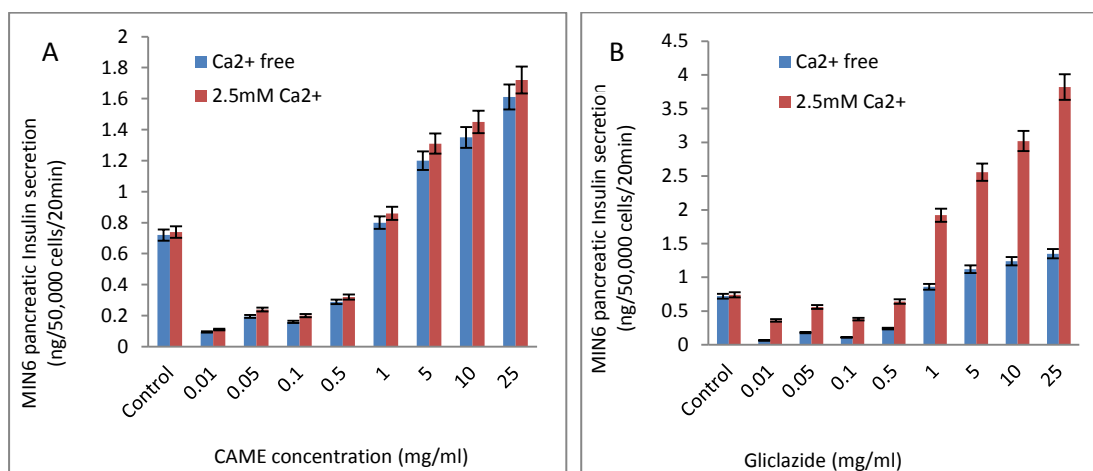 A
MIN6 pancreatic Insulin secretion
(ng/50,000 cells/20min)
2
1.8
1.6
1.4
1.2
1
0.8
0.6
0.4
0.2
0
Ca2+ free
2.5mM Ca2+
Control
0.01
0.05
0.1
0.5
1
5
10
25
CAME concentration (mg/ml)
B
MIN6 pancreatic Insulin secretion
(ng/50,000 cells/20min)
4.5
4
3.5
3
2.5
2
1.5
1
0.5
0
Ca2+ free
2.5mM Ca2+
Control
0.01
0.05
0.1
0.5
1
5
10
25
Gliclazide (mg/ml)